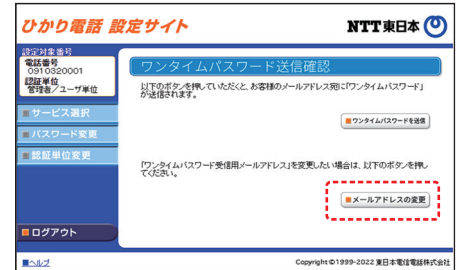 ひかり電話 設定サイト
NTT東日本
設定対象番号
電話番号
0910320001
認証単位
管理者／ユーザ単位
サービス選択
パスワード変更
認証単位変更
ログアウト
ワンタイムパスワード送信確認
以下のボタンを押していただくと、お客様のメールアドレス宛に「ワンタイムパスワード」
が送信されます。
ワンタイムパスワードを送信
「ワンタイムパスワード受信用メールアドレス」を変更したい場合は、以下のボタンを押し
てください。
メールアドレスの変更
ヘルプ
Copyright©1999-2022 東日本電信電話株式会社